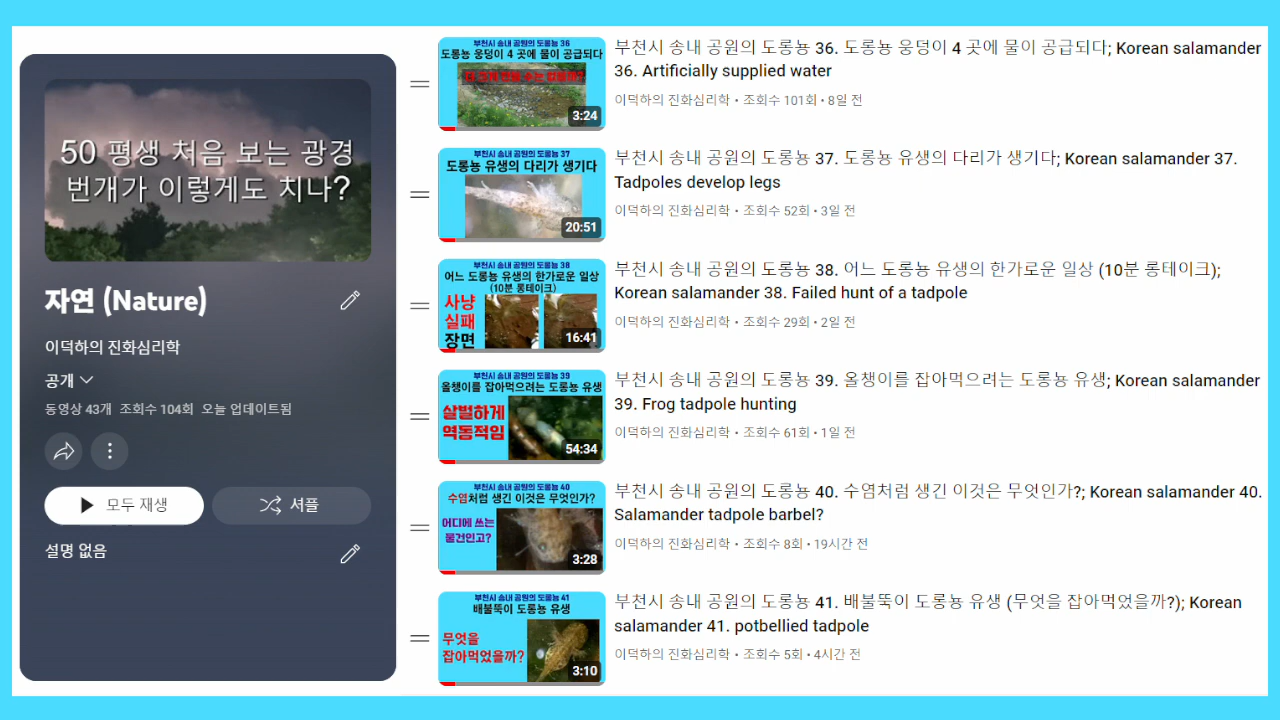 50 평생 처음 보는 광경
번개가 이렇게도 치나?
자연 (Nature)
이덕하의 진화심리학
공개
동영상 43개 조회수 104회 오늘 업데이트됨
모두 재생
셔플
설명 없음
부천시 송내 공원의 도롱뇽 36
도롱뇽 웅덩이 4 곳에 물이 공급되다
3:24
부천시 송내 공원의 도롱뇽 36. 도롱뇽 웅덩이 4 곳에 물이 공급되다; Korean salamander
36. Artificially supplied water
이덕하의 진화심리학 • 조회수 101회 • 8일 전
부천시 송내 공원의 도롱뇽 37
도롱뇽 유생의 다리가 생기다
20:51
부천시 송내 공원의 도롱뇽 37. 도롱뇽 유생의 다리가 생기다; Korean salamander 37.
Tadpoles develop legs
이덕하의 진화심리학 • 조회수 52회 • 3일 전
부천시 송내 공원의 도롱뇽 38
어느 도롱뇽 유생의 한가로운 일상
(10분 롱테이크)
사냥
실패
장면
16:41
부천시 송내 공원의 도롱뇽 38. 어느 도롱뇽 유생의 한가로운 일상 (10분 롱테이크);
Korean salamander 38. Failed hunt of a tadpole
이덕하의 진화심리학 • 조회수 29회 • 2일 전
부천시 송내 공원의 도롱뇽 39
올챙이를 잡아먹으려는 도롱뇽 유생
살벌하게
역동적임
54:34
부천시 송내 공원의 도롱뇽 39. 올챙이를 잡아먹으려는 도롱뇽 유생; Korean salamander
39. Frog tadpole hunting
이덕하의 진화심리학 • 조회수 61회 • 1일 전
부천시 송내 공원의 도롱뇽 40
수염처럼 생긴 이것은 무엇인가?
어디에 쓰는
물건인고?
3:28
부천시 송내 공원의 도롱뇽 40. 수염처럼 생긴 이것은 무엇인가?; Korean salamander 40.
Salamander tadpole barbel?
이덕하의 진화심리학 • 조회수 8회 • 19시간 전
부천시 송내 공원의 도롱뇽 41
배불뚝이 도롱뇽 유생
무엇을
잡아먹었을까?
3:10
부천시 송내 공원의 도롱뇽 41. 배불뚝이 도롱뇽 유생 (무엇을 잡아먹었을까?); Korean
salamander 41. potbellied tadpole
이덕하의 진화심리학 • 조회수 5회 • 4시간 전